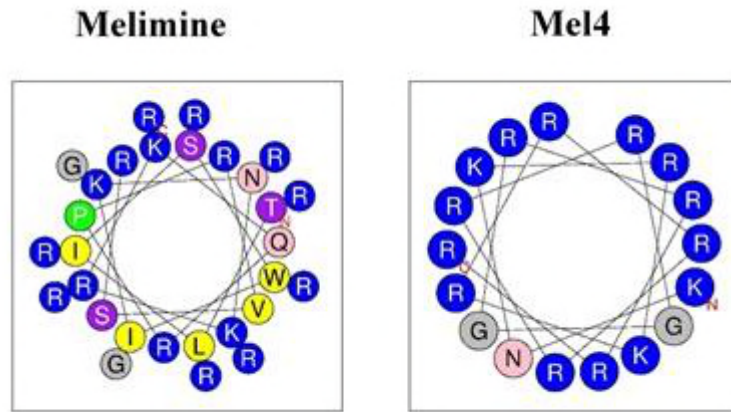 Melimine Mel4
R R
C
K S
G R R R
K N
P T R
N
R I Q
R R W R
S V
I R L K
G R R
R R R
K R
R R
R R
C
R K
N
G G
N K
R R